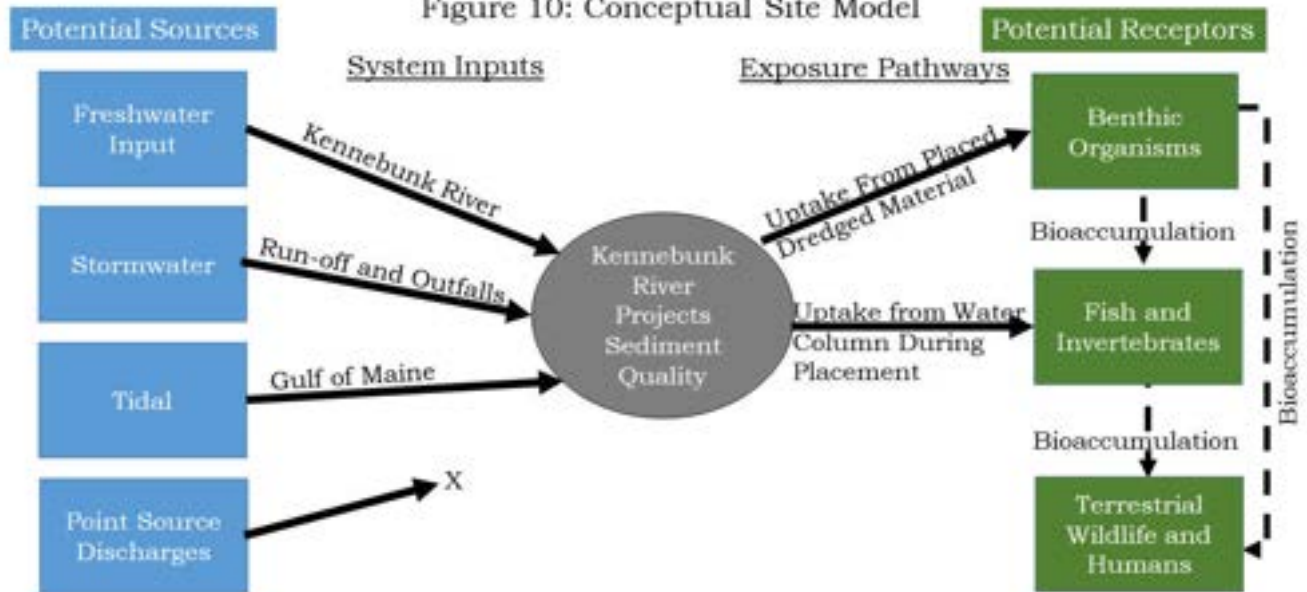 Figure 10: Conceptual Site Model
Potential Sources
System Inputs
Exposure Pathways
Potential Receptors
Freshwater
Input
Kennebunk River
Stormwater
Run-off and Outfalls
Tidal
Gulf of Maine
Point Source
Discharges
X
Kennebunk
River
Projects
Sediment
Quality
Uptake From Placed
Dredged Material
Uptake from Water
Column During
Placement
Benthic
Organisms
Bioaccumulation
Fish and
Invertebrates
Bioaccumulation
Terrestrial
Wildlife and
Humans
Bioaccumulation